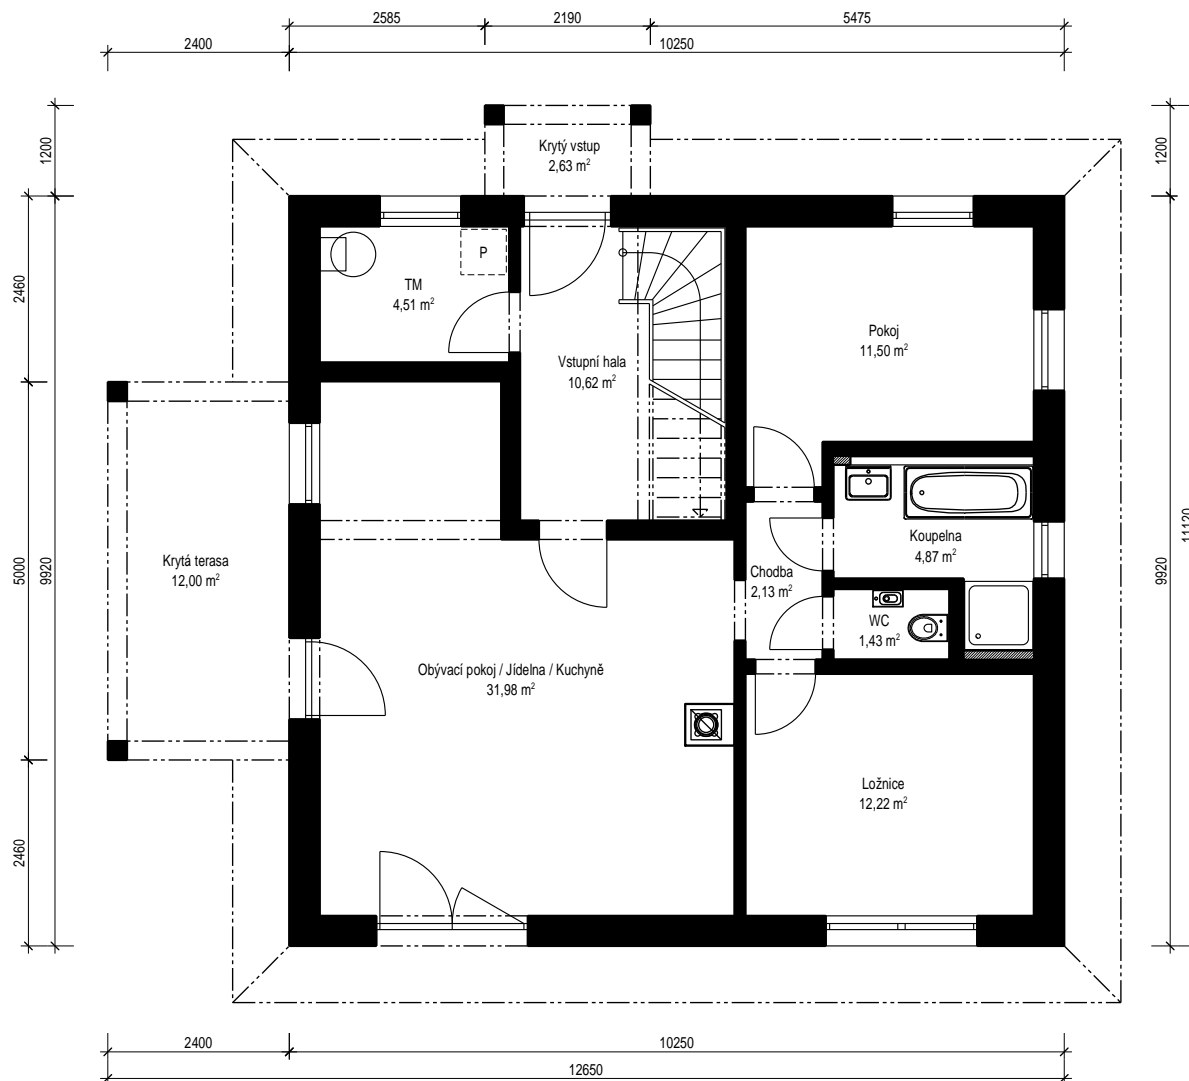 2585
2190
5475
2400
10250
1200
1200
Krytý vstup
2,63 m²
2460
P
TM
4,51 m²
Pokoj
11,50 m²
Vstupní hala
10,62 m²
Koupelna
4,87 m²
11120
Krytá terasa
12,00 m²
5000
9920
9920
Chodba
2,13 m²
WC
1,43 m²
Obývací pokoj / Jídelna / Kuchyně
31,98 m²
Ložnice
12,22 m²
2460
2400
10250
12650